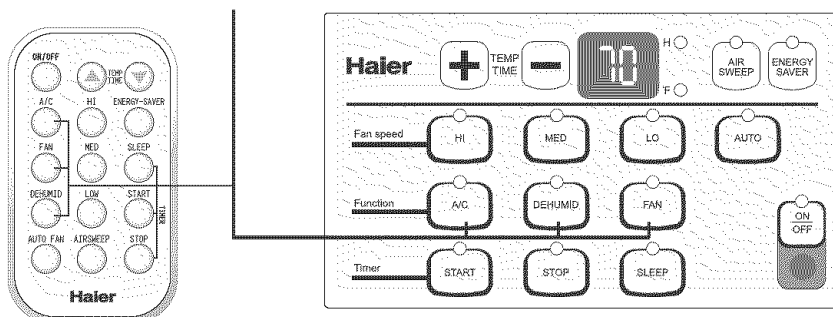 ON/OFF
TEMP
TIME
A/C HI ENERGY-SAVER
FAN MED SLEEP
DEHUMID LOW START
TIMER
AUTO FAN AIRSWEEP STOP
Haier
Haier
TEMP
TIME
70
H
°F
AIR
SWEEP
ENERGY
SAVER
Fan speed HI MED LO AUTO
Function A/C DEHUMID FAN
ON
OFF
Timer START STOP SLEEP